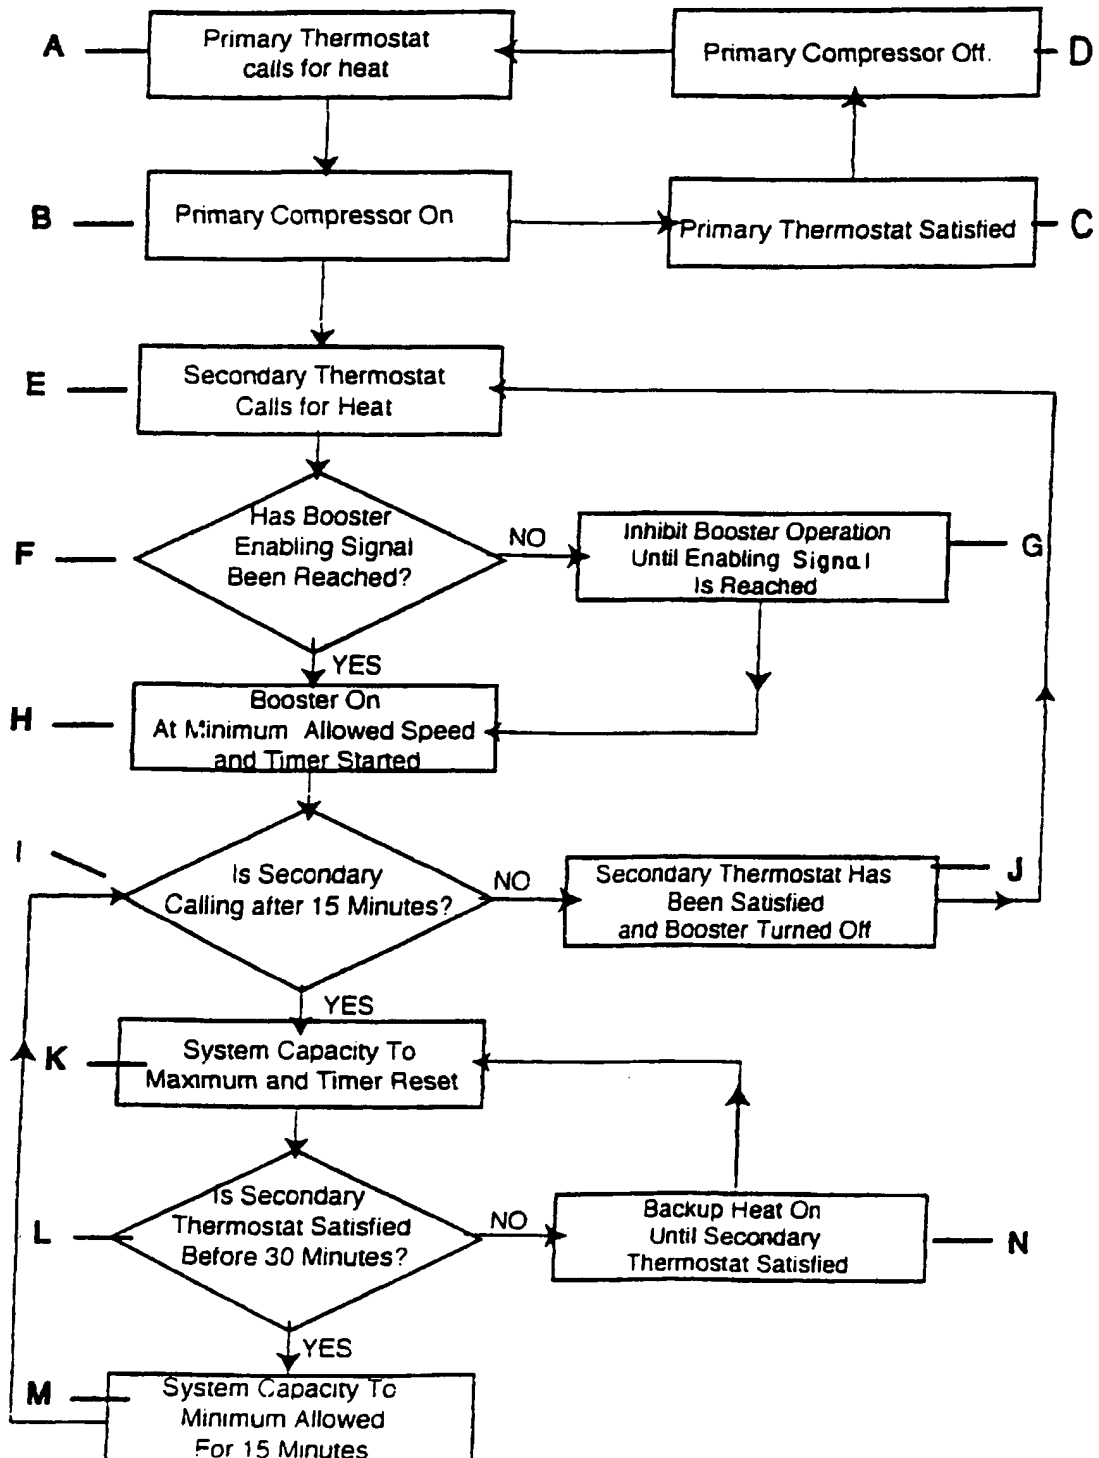 A
Primary Thermostat
calls for heat
Primary Compressor Off.
D
B
Primary Compressor On
Primary Thermostat Satisfied
C
E
Secondary Thermostat
Calls for Heat
F
Has Booster
Enabling Signal
Been Reached?
NO
Inhibit Booster Operation
Until Enabling Signal
Is Reached
G
YES
H
Booster On
At Minimum Allowed Speed
and Timer Started
I
Is Secondary
Calling after 15 Minutes?
NO
Secondary Thermostat Has
Been Satisfied
and Booster Turned Off
J
YES
K
System Capacity To
Maximum and Timer Reset
L
Is Secondary
Thermostat Satisfied
Before 30 Minutes?
NO
Backup Heat On
Until Secondary
Thermostat Satisfied
N
YES
M
System Capacity To
Minimum Allowed
For 15 Minutes